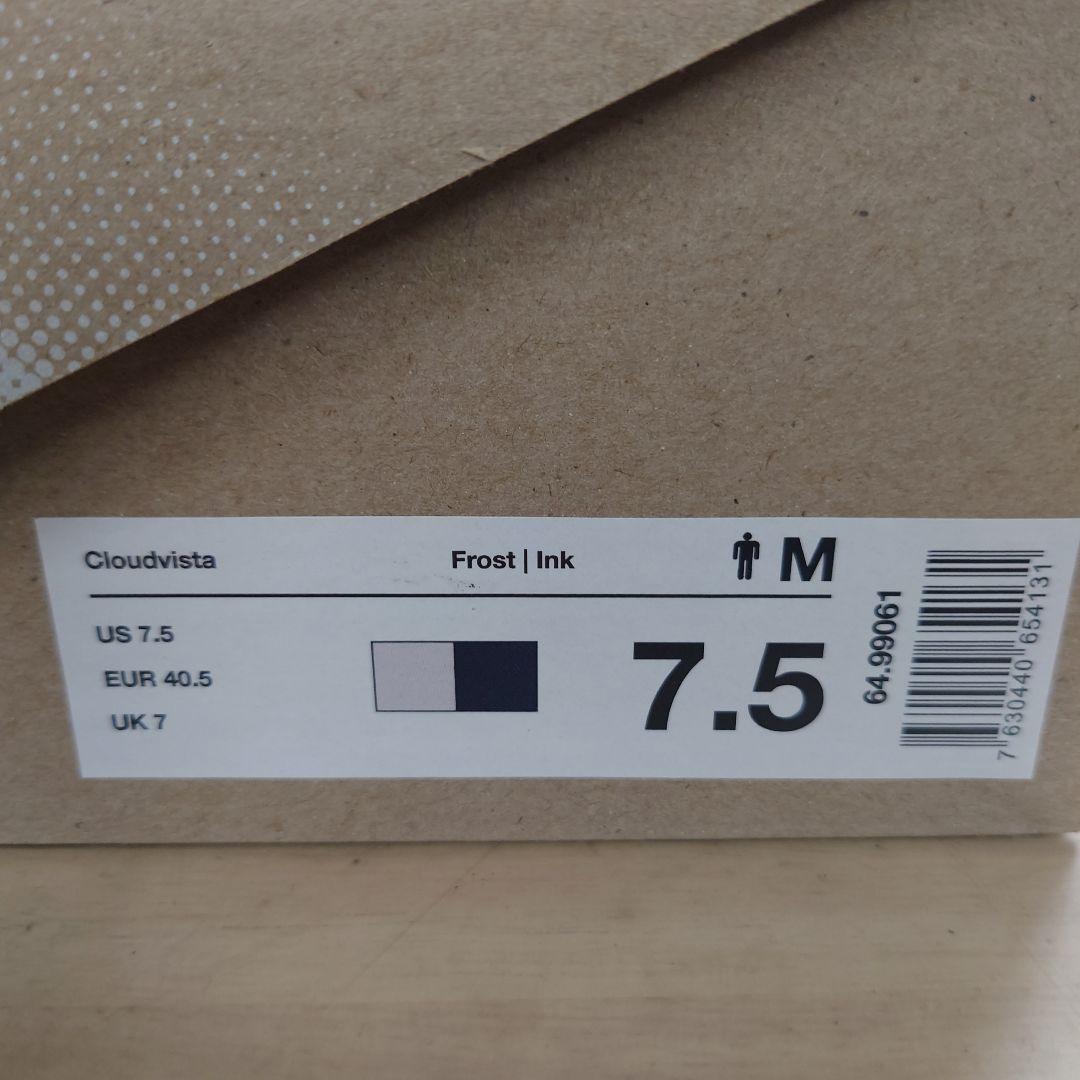 Cloudvista
Frost | Ink
M
US 7.5
EUR 40.5
UK 7
7.5
64.99061
7 630440 654131